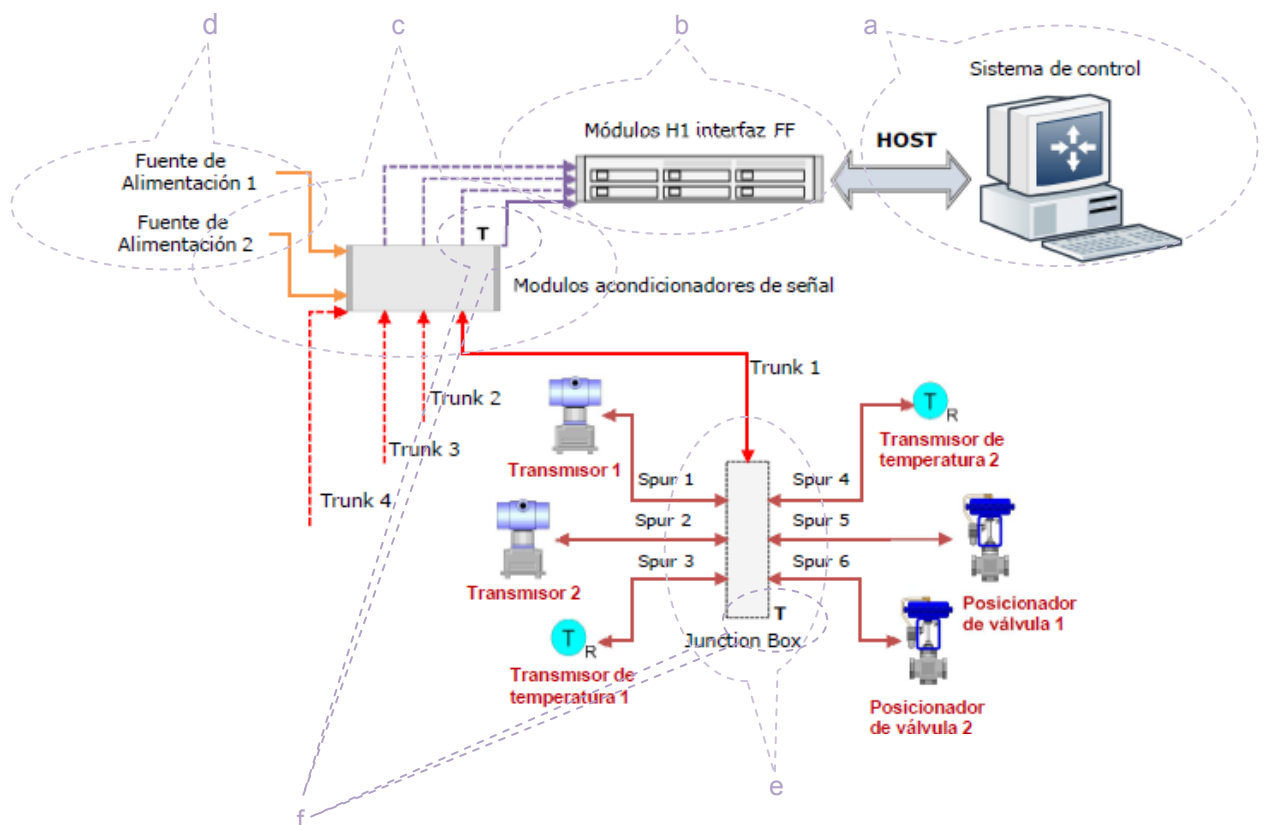 d
c
b
a
Sistema de control
Módulos H1 interfaz FF
HOST
Fuente de
Alimentación 1
Fuente de
Alimentación 2
T
Modulos acondicionadores de señal
Trunk 1
Trunk 2
Trunk 3
Trunk 4
Transmisor 1
Spur 1
Spur 4
T
R
Transmisor de
temperatura 2
Transmisor 2
Spur 2
Spur 5
Spur 3
Spur 6
Posicionador
de válvula 1
T
R
Transmisor de
temperatura 1
T
Junction Box
Posicionador
de válvula 2
e
f